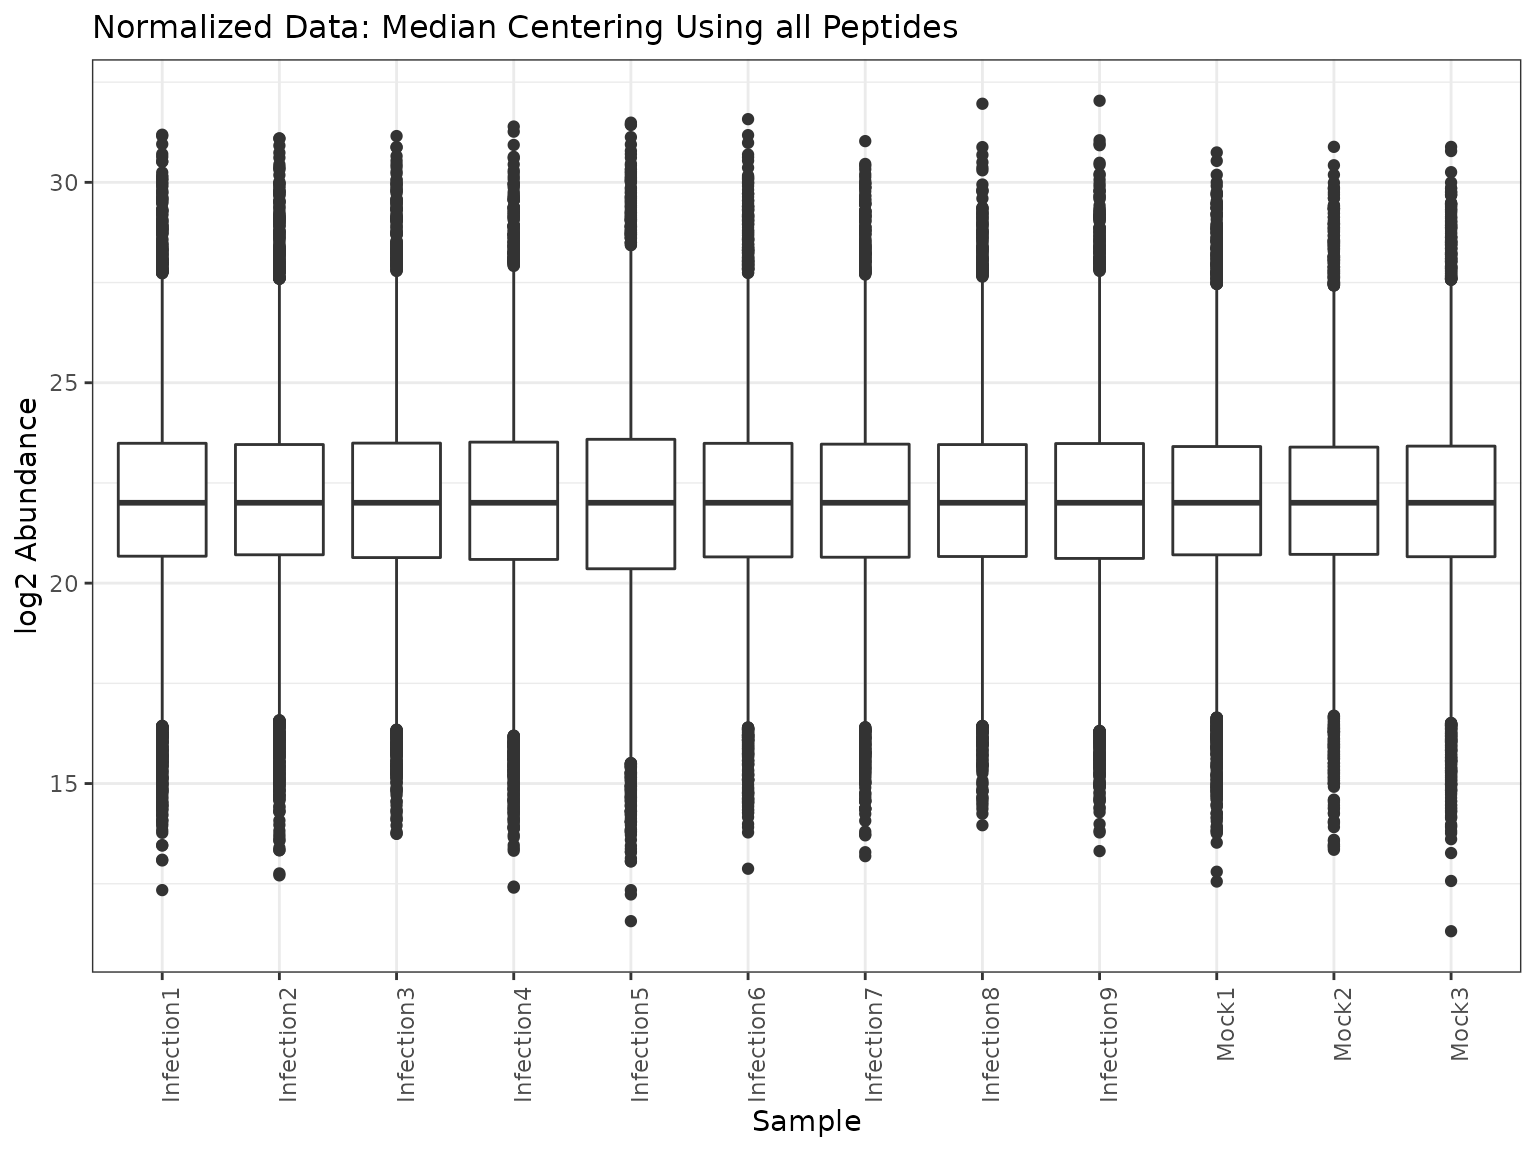 Normalized Data: Median Centering Using all Peptides
log2 Abundance
30
25
20
15
Infection1
Infection2
Infection3
Infection4
Infection5
Infection6
Infection7
Infection8
Infection9
Mock1
Mock2
Mock3
Sample